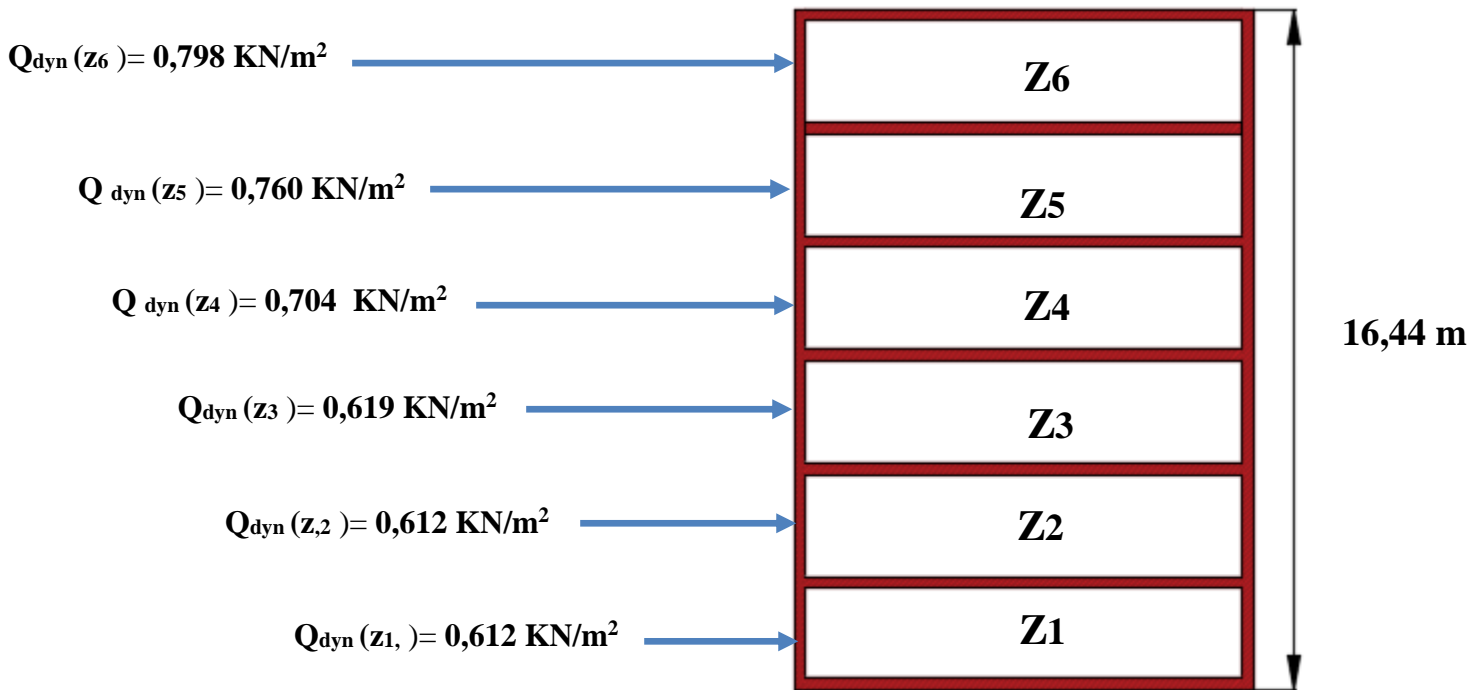 Qdyn (z6 )= 0,798 KN/m²
Z6
Q dyn (z5 )= 0,760 KN/m²
Z5
Q dyn (z4 )= 0,704 KN/m²
Z4
16,44 m
Qdyn (z3 )= 0,619 KN/m²
Z3
Qdyn (z,2 )= 0,612 KN/m²
Z2
Qdyn (z1, )= 0,612 KN/m²
Z1